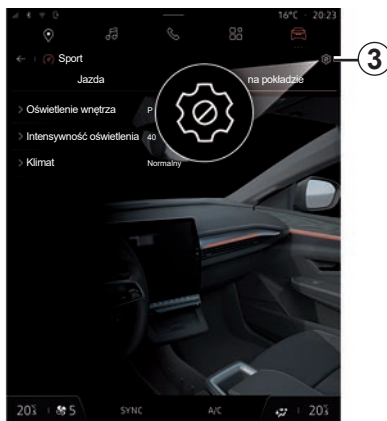 16°C 20:23
Sport
3
Jazda
na pokładzie
Oświetlenie wnętrza P
Intensywność oświetlenia 40
Klimat Normalny
20 5 SYNC A/C 20